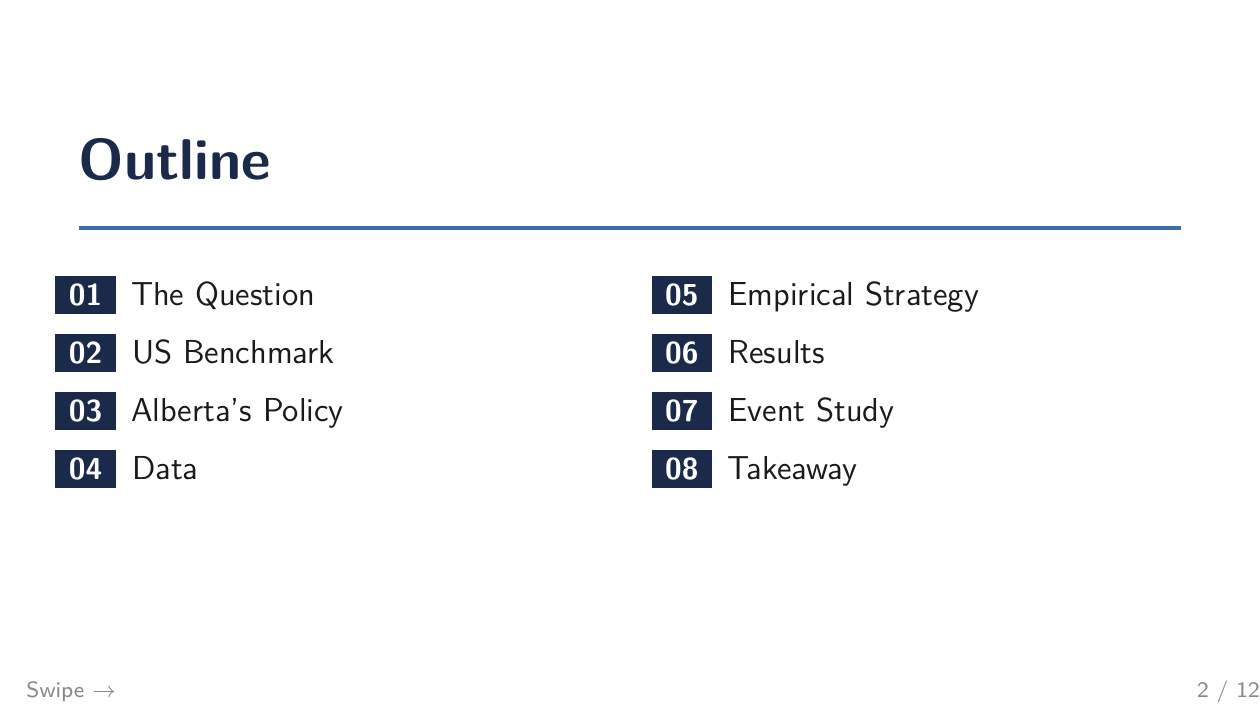 Outline
01 The Question
02 US Benchmark
03 Alberta’s Policy
04 Data
05 Empirical Strategy
06 Results
07 Event Study
08 Takeaway
Swipe →
2 / 12